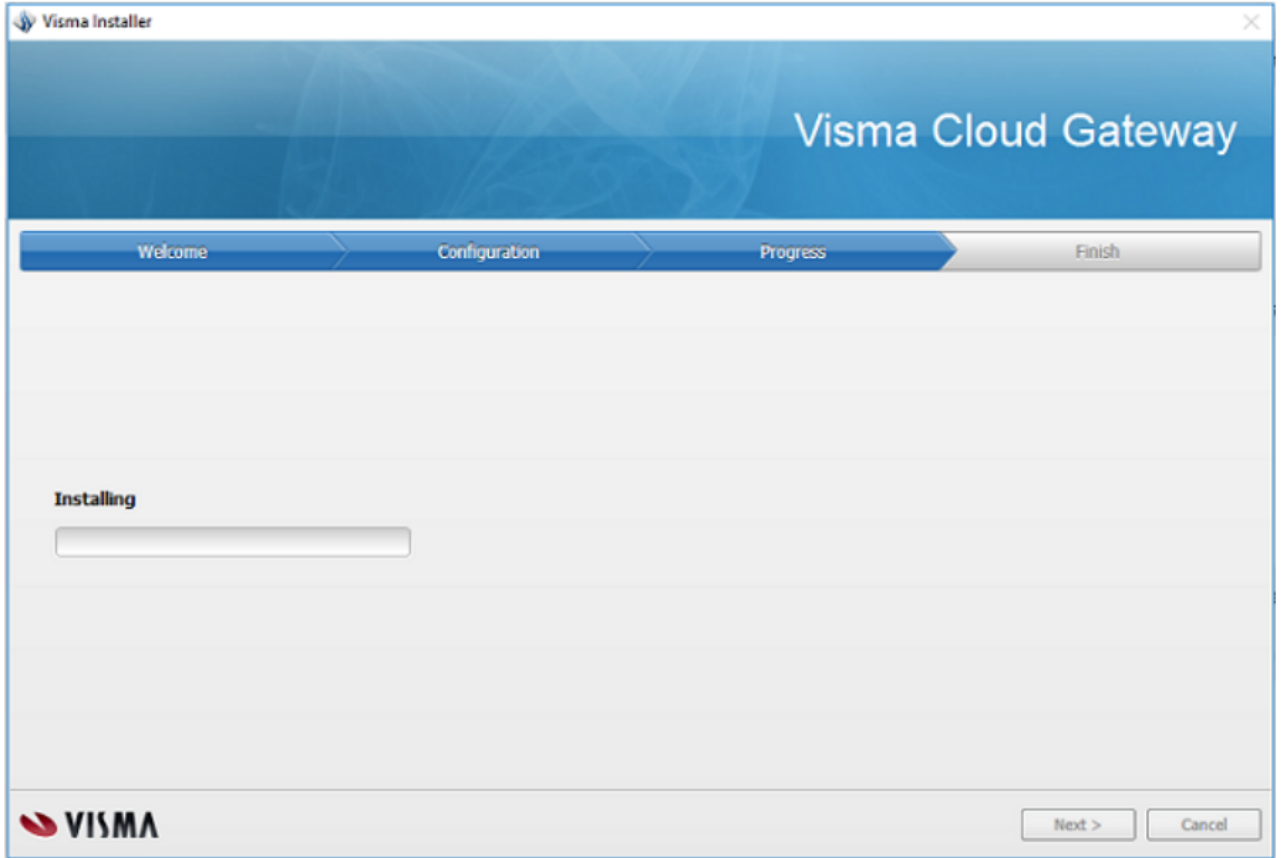 Visma Installer
Visma Cloud Gateway
Welcome Configuration Progress Finish
Installing
VISMA
Next > Cancel